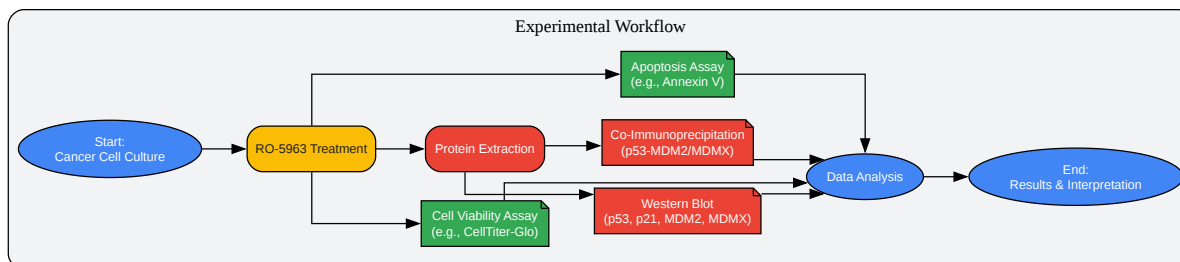 Experimental Workflow
Apoptosis Assay
(e.g., Annexin V)
Start:
Cancer Cell Culture
RO-5963 Treatment
Protein Extraction
Co-Immunoprecipitation
(p53-MDM2/MDMX)
Data Analysis
End:
Results & Interpretation
Cell Viability Assay
(e.g., CellTiter-Glo)
Western Blot
(p53, p21, MDM2, MDMX)